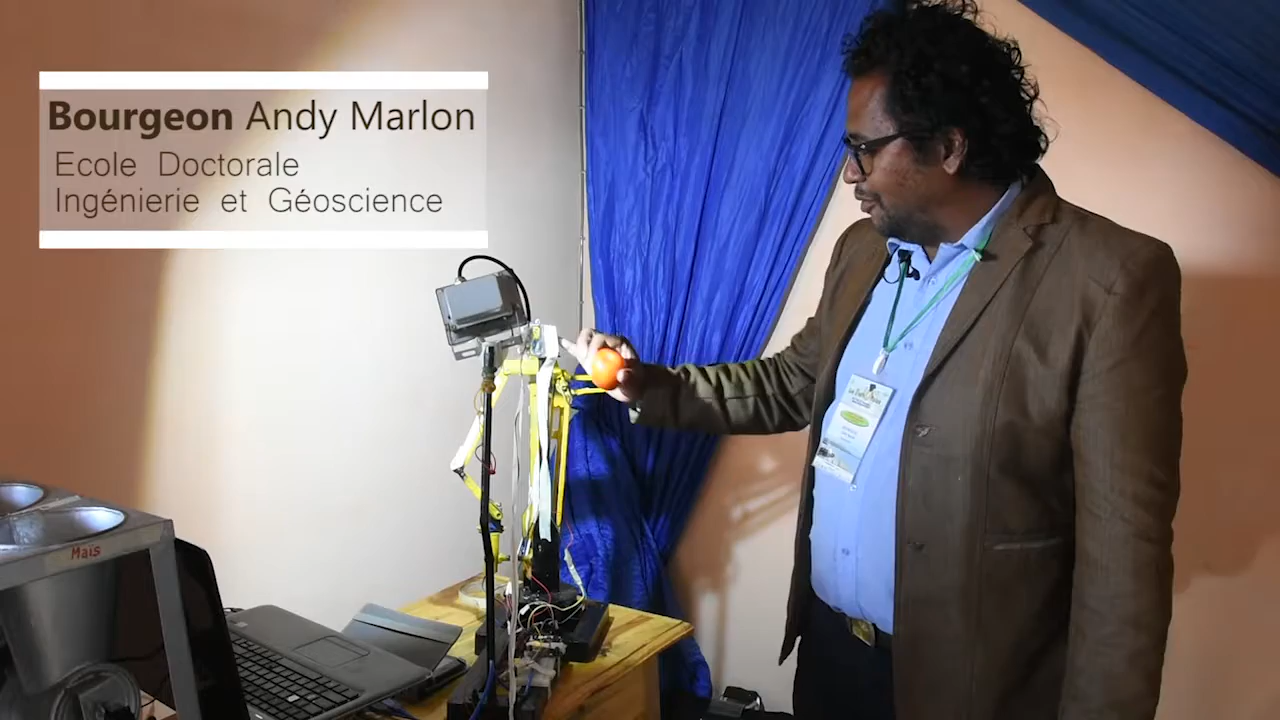 Bourgeon Andy Marlon
Ecole Doctorale
Ingénierie et Géoscience
Mais